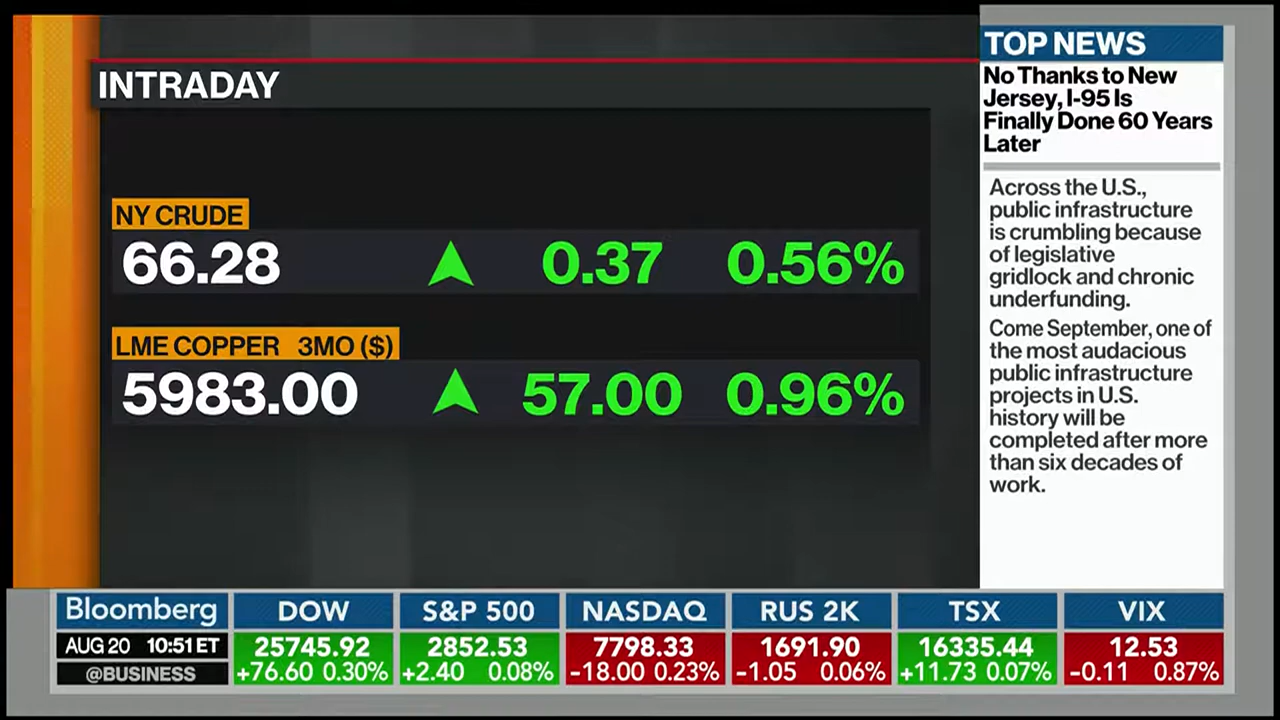 INTRADAY
NY CRUDE
66.28 ▲ 0.37 0.56%
LME COPPER 3MO ($)
5983.00 ▲ 57.00 0.96%
TOP NEWS
No Thanks to New
Jersey, I-95 Is
Finally Done 60 Years
Later
Across the U.S.,
public infrastructure
is crumbling because
of legislative
gridlock and chronic
underfunding.
Come September, one of
the most audacious
public infrastructure
projects in U.S.
history will be
completed after more
than six decades of
work.
Bloomberg DOW S&P 500 NASDAQ RUS 2K TSX VIX
AUG 20 10:51 ET 25745.92 2852.53 7798.33 1691.90 16335.44 12.53
@BUSINESS +76.60 0.30% +2.40 0.08% -18.00 0.23% -1.05 0.06% +11.73 0.07% -0.11 0.87%